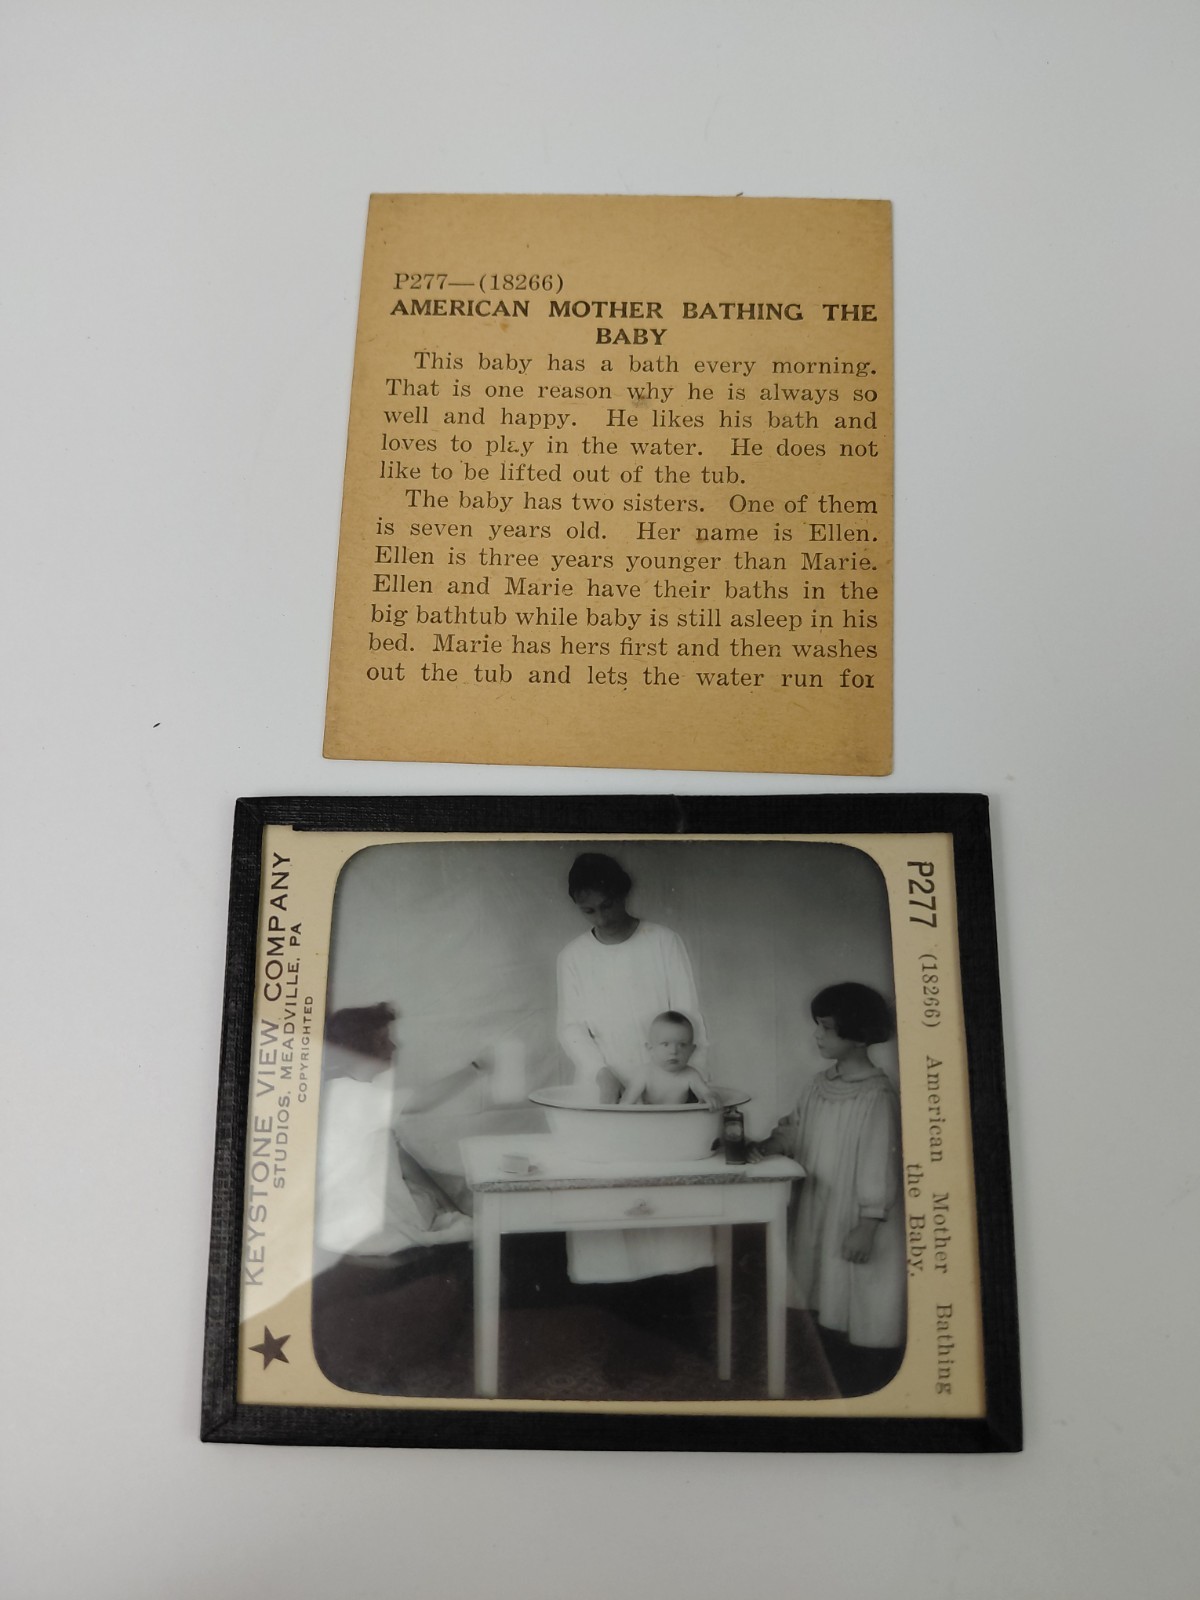 P277—(18266)
AMERICAN MOTHER BATHING THE
BABY
This baby has a bath every morning.
That is one reason why he is always so
well and happy. He likes his bath and
loves to play in the water. He does not
like to be lifted out of the tub.
The baby has two sisters. One of them
is seven years old. Her name is Ellen.
Ellen is three years younger than Marie.
Ellen and Marie have their baths in the
big bathtub while baby is still asleep in his
bed. Marie has hers first and then washes
out the tub and lets the water run for
KEYSTONE VIEW COMPANY
STUDIOS, MEADVILLE, PA
COPYRIGHTED
P277 (18266) American Mother Bathing
the Baby.